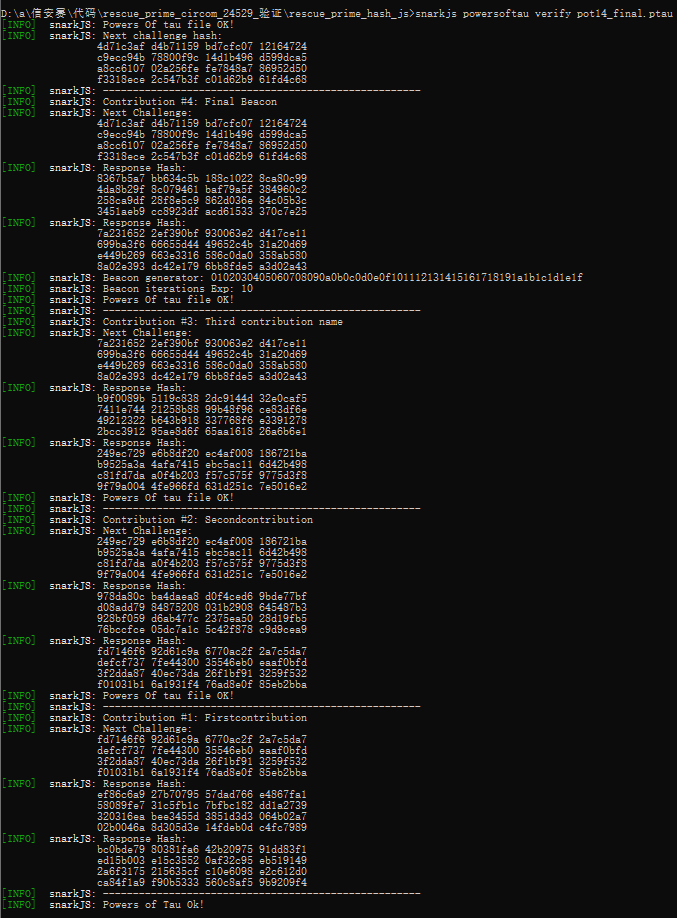 D:\a\信安赛\代码\rescue_prime_circom_24529_验证\rescue_prime_hash_js>snarkjs powersoftau verify pot14_final.ptau
[INFO]  snarkJS: Powers Of tau file OK!
[INFO]  snarkJS: Next challenge hash:
4d71c3af d4b71159 bd7cfc07 12164724
c9ecc94b 78800f9c 14d1b496 d599dca5
a8cc6107 02a256fe fe7848a7 86952d50
f3318ece 2c547b3f c01d62b9 61fd4c68
[INFO]  snarkJS: ----------------------------------------------------
[INFO]  snarkJS: Contribution #4: Final Beacon
[INFO]  snarkJS: Next Challenge:
4d71c3af d4b71159 bd7cfc07 12164724
c9ecc94b 78800f9c 14d1b496 d599dca5
a8cc6107 02a256fe fe7848a7 86952d50
f3318ece 2c547b3f c01d62b9 61fd4c68
[INFO]  snarkJS: Response Hash:
8367b5a7 bb634c5b 188c1022 8ca80c99
4da8b29f 8c079461 baf79a5f 384960c2
258ca9df 28f8e5c9 862d036e 84c05b3c
3451aeb9 cc8923df acd61533 370c7e25
[INFO]  snarkJS: Response Hash:
7a231652 2ef390bf 930063e2 d417ce11
699ba3f6 66655d44 49652c4b 31a20d69
e449b269 663e3316 586c0da0 358ab580
8a02e393 dc42e179 6bb8fde5 a3d02a43
[INFO]  snarkJS: Beacon generator: 0102030405060708090a0b0c0d0e0f101112131415161718191a1b1c1d1e1f
[INFO]  snarkJS: Beacon iterations Exp: 10
[INFO]  snarkJS: Powers Of tau file OK!
[INFO]  snarkJS: ----------------------------------------------------
[INFO]  snarkJS: Contribution #3: Third contribution name
[INFO]  snarkJS: Next Challenge:
7a231652 2ef390bf 930063e2 d417ce11
699ba3f6 66655d44 49652c4b 31a20d69
e449b269 663e3316 586c0da0 358ab580
8a02e393 dc42e179 6bb8fde5 a3d02a43
[INFO]  snarkJS: Response Hash:
b9f0089b 5119c838 2dc9144d 32e0caf5
7411e744 21258b88 99b48f96 ce83df6e
49212322 b643b918 337768f6 e3391278
2bcc3912 95ae8d6f 65aa1618 26a6b6e1
[INFO]  snarkJS: Response Hash:
249ec729 e6b8df20 ec4af008 186721ba
b9525a3a 4afa7415 ebc5ac11 6d42b498
c81fd7da a0f4b203 f57c575f 9775d3f8
9f79a004 4fe966fd 631d251c 7e5016e2
[INFO]  snarkJS: Powers Of tau file OK!
[INFO]  snarkJS: ----------------------------------------------------
[INFO]  snarkJS: Contribution #2: Secondcontribution
[INFO]  snarkJS: Next Challenge:
249ec729 e6b8df20 ec4af008 186721ba
b9525a3a 4afa7415 ebc5ac11 6d42b498
c81fd7da a0f4b203 f57c575f 9775d3f8
9f79a004 4fe966fd 631d251c 7e5016e2
[INFO]  snarkJS: Response Hash:
978da80c ba4daea8 d0f4ced6 9bde77bf
d08add79 84875208 031b2908 645487b3
928bf059 d6ab477c 2375ea50 28d19fb5
76bccfce 05dc7a1c 5c42f878 c9d9cea9
[INFO]  snarkJS: Response Hash:
fd7146f6 92d61c9a 6770ac2f 2a7c5da7
defcf737 7fe44300 35546eb0 eaaf0bfd
3f2dda87 40ec73da 26f1bf91 3259f532
f01031b1 6a1931f4 76ad8e0f 85eb2bba
[INFO]  snarkJS: Powers Of tau file OK!
[INFO]  snarkJS: ----------------------------------------------------
[INFO]  snarkJS: Contribution #1: Firstcontribution
[INFO]  snarkJS: Next Challenge:
fd7146f6 92d61c9a 6770ac2f 2a7c5da7
defcf737 7fe44300 35546eb0 eaaf0bfd
3f2dda87 40ec73da 26f1bf91 3259f532
f01031b1 6a1931f4 76ad8e0f 85eb2bba
[INFO]  snarkJS: Response Hash:
ef86c6a9 27b70795 57dad766 e4867fa1
58089fe7 31c5fb1c 7bfbc182 dd1a2739
320316ea bee3455d 3851d3d3 064b02a7
02b0046a 8d305d3e 14fdeb0d c4fc7989
[INFO]  snarkJS: Response Hash:
bc0bde79 80381fa6 42b20975 91dd83f1
ed15b003 e15c3552 0af32c95 eb519149
2a6f3175 215635cf c10e6098 e2c612d0
ca84f1a9 f90b5333 560c8af5 9b9209f4
[INFO]  snarkJS: ----------------------------------------------------
[INFO]  snarkJS: Powers of Tau Ok!